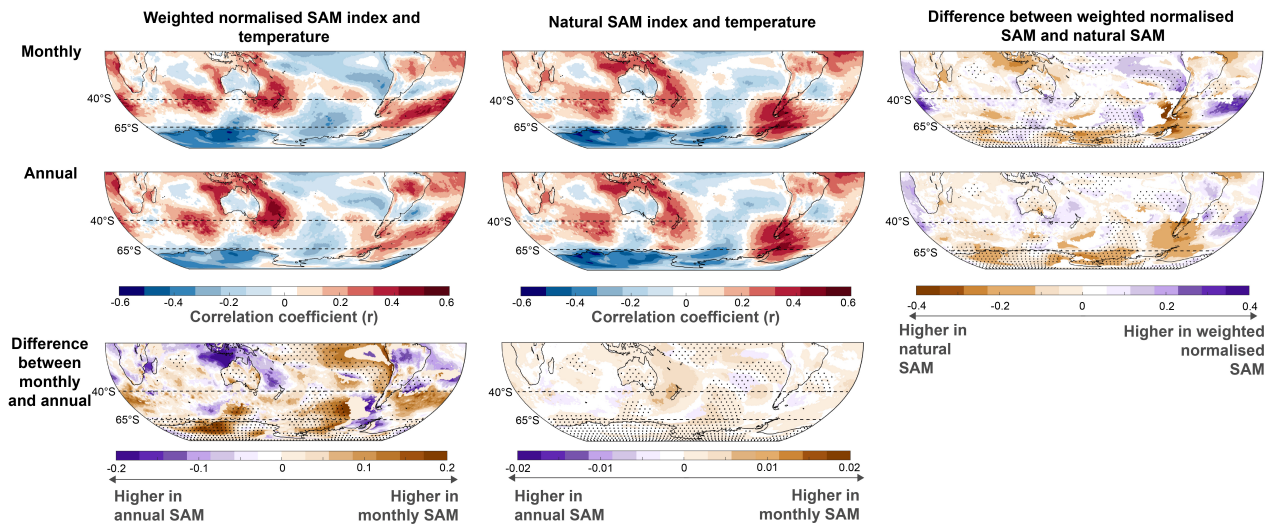 Weighted normalised SAM index and
temperature
Natural SAM index and temperature
Difference between weighted normalised
SAM and natural SAM
Monthly
40°S
65°S
40°S
65°S
40°S
65°S
Annual
40°S
65°S
40°S
65°S
40°S
65°S
-0.6 -0.4 -0.2 0 0.2 0.4 0.6
Correlation coefficient (r)
-0.6 -0.4 -0.2 0 0.2 0.4 0.6
Correlation coefficient (r)
-0.4 -0.2 0 0.2 0.4
Higher in
natural
SAM
Higher in weighted
normalised
SAM
Difference
between
monthly
and annual
40°S
65°S
40°S
65°S
-0.2 -0.1 0 0.1 0.2
Higher in
annual SAM
Higher in
monthly SAM
-0.02 -0.01 0 0.01 0.02
Higher in
annual SAM
Higher in
monthly SAM